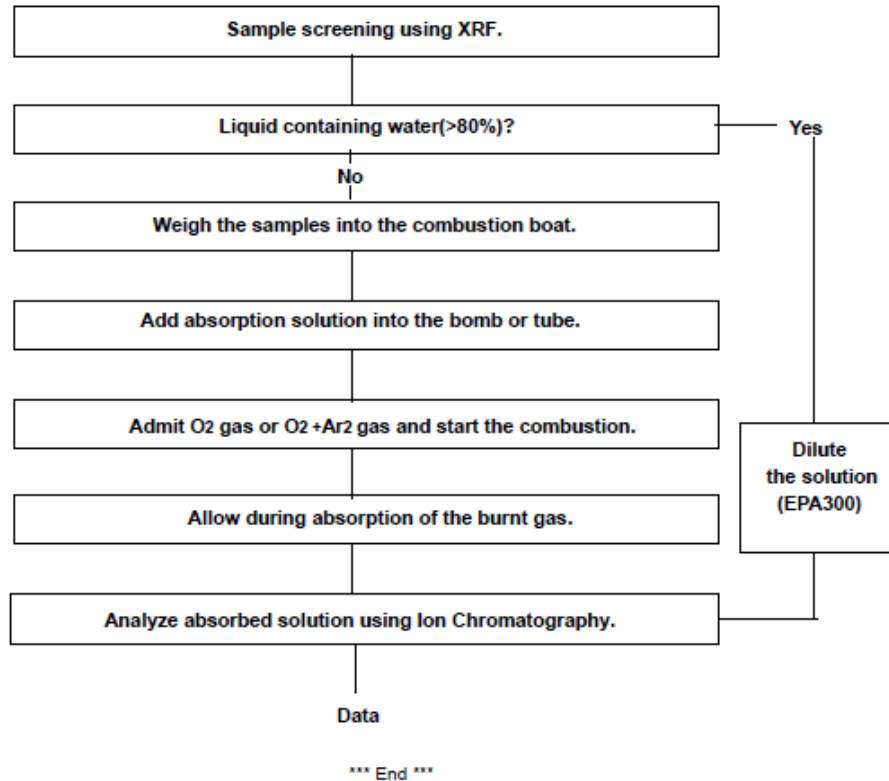 Sample screening using XRF.
Liquid containing water(>80%)?
Yes
No
Weigh the samples into the combustion boat.
Add absorption solution into the bomb or tube.
Admit O2 gas or O2 +Ar2 gas and start the combustion.
Dilute
the solution
(EPA300)
Allow during absorption of the burnt gas.
Analyze absorbed solution using Ion Chromatography.
Data
*** End ***